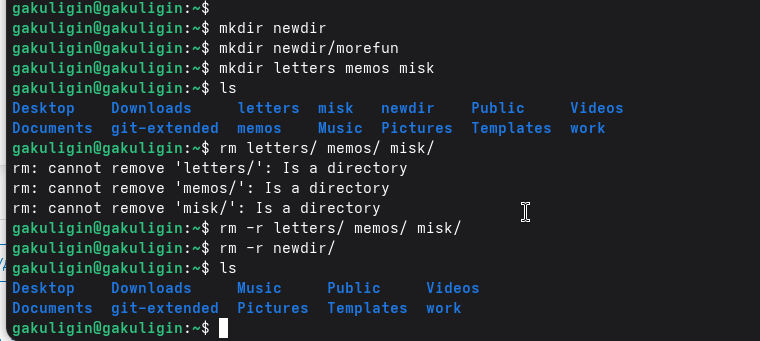 gakuligin@gakuligin:~$
gakuligin@gakuligin:~$ mkdir newdir
gakuligin@gakuligin:~$ mkdir newdir/morefun
gakuligin@gakuligin:~$ mkdir letters memos misk
gakuligin@gakuligin:~$ ls
Desktop    Downloads     letters  misk   newdir    Public     Videos
Documents  git-extended  memos    Music  Pictures  Templates  work
gakuligin@gakuligin:~$ rm letters/ memos/ misk/
rm: cannot remove 'letters/': Is a directory
rm: cannot remove 'memos/': Is a directory
rm: cannot remove 'misk/': Is a directory
gakuligin@gakuligin:~$ rm -r letters/ memos/ misk/
gakuligin@gakuligin:~$ rm -r newdir/
gakuligin@gakuligin:~$ ls
Desktop    Downloads     Music     Public     Videos
Documents  git-extended  Pictures  Templates  work
gakuligin@gakuligin:~$